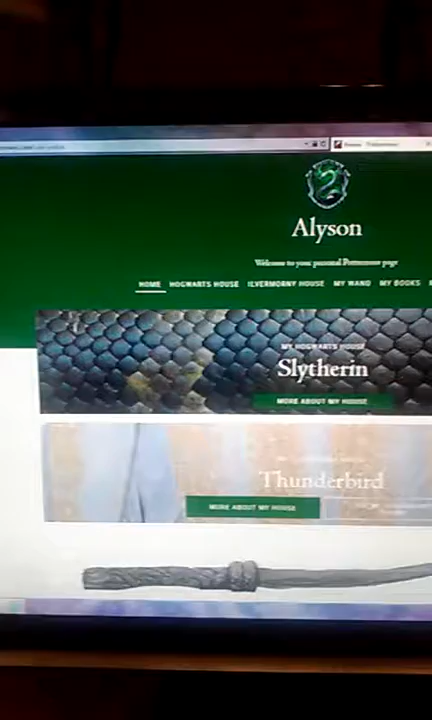 Alyson
Welcome to your personal Pottermore page
HOME HOGWARTS HOUSE ILVERMORNY HOUSE MY WAND MY BOOKS
MY HOGWARTS HOUSE
Slytherin
MORE ABOUT MY HOUSE
Thunderbird
MORE ABOUT MY HOUSE